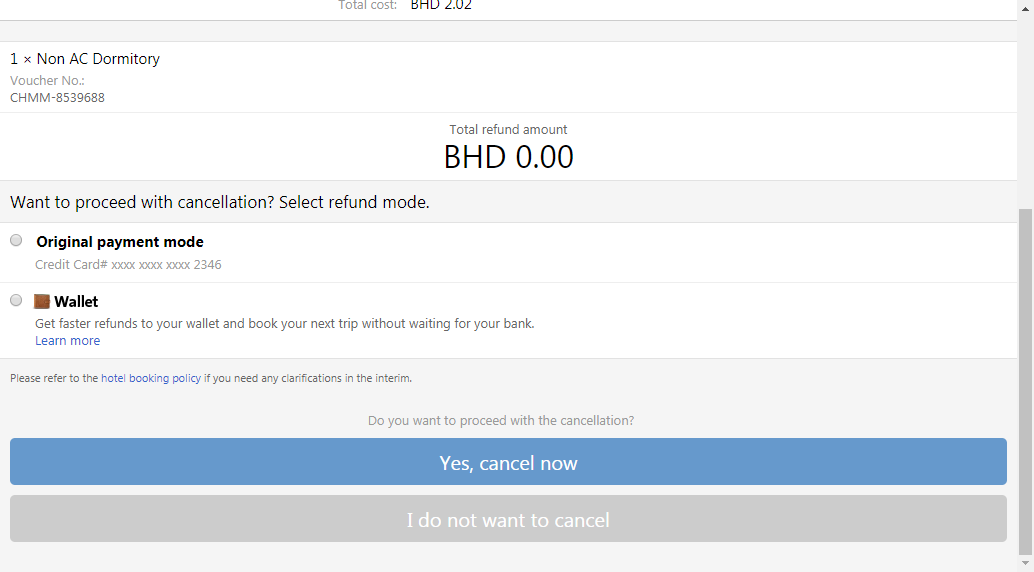 Total cost: BHD 2.02
1 × Non AC Dormitory
Voucher No.:
CHMM-8539688
Total refund amount
BHD 0.00
Want to proceed with cancellation? Select refund mode.
Original payment mode
Credit Card# xxxx xxxx xxxx 2346
Wallet
Get faster refunds to your wallet and book your next trip without waiting for your bank.
Learn more
Please refer to the hotel booking policy if you need any clarifications in the interim.
Do you want to proceed with the cancellation?
Yes, cancel now
I do not want to cancel